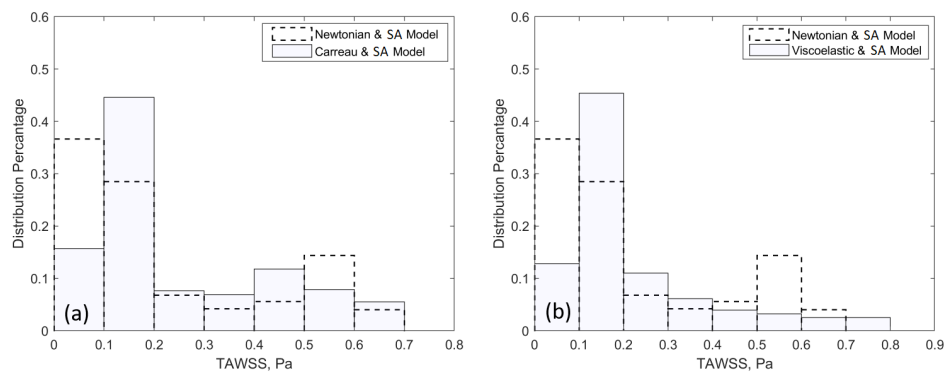 Newtonian & SA Model
Carreau & SA Model
0.6
0.5
0.4
0.3
0.2
0.1
0
Distribution Percantage
(a)
0 0.1 0.2 0.3 0.4 0.5 0.6 0.7 0.8
TAWSS, Pa
Newtonian & SA Model
Viscoelastic & SA Model
0.6
0.5
0.4
0.3
0.2
0.1
0
Distribution Percantage
(b)
0 0.1 0.2 0.3 0.4 0.5 0.6 0.7 0.8 0.9
TAWSS, Pa